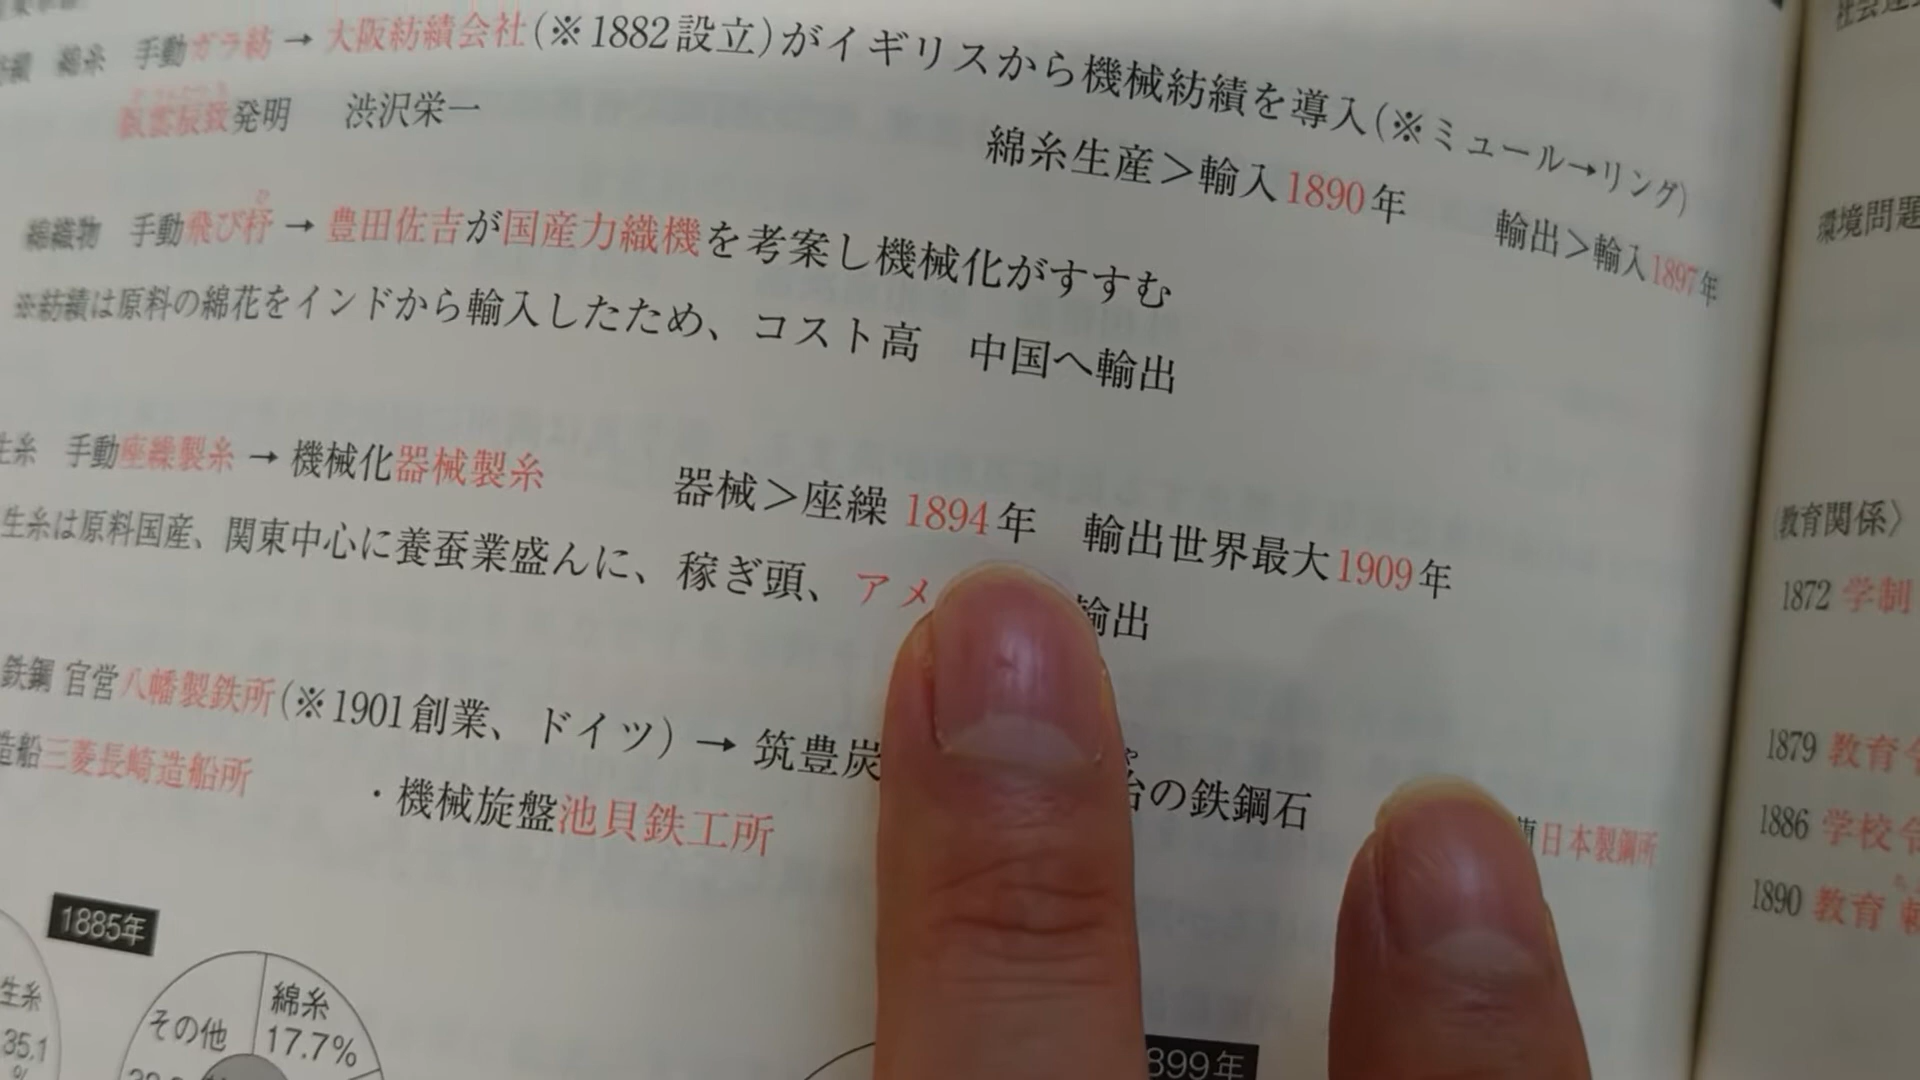 綿糸 手動ガラ紡→大阪紡績会社(※1882設立)がイギリスから機械紡績を導入(※ミュール→リング)
臥雲辰致発明 渋沢栄一
綿糸生産>輸入1890年 輸出>輸入1897年
綿織物 手動飛び杼→豊田佐吉が国産力織機を考案し機械化がすすむ
※紡績は原料の綿花をインドから輸入したため、コスト高 中国へ輸出
生糸 手動座繰製糸→機械化器械製糸 器械>座繰 1894年 輸出世界最大1909年
生糸は原料国産、関東中心に養蚕業盛んに、稼ぎ頭、アメ 輸出
鉄鋼 官営八幡製鉄所(※1901創業、ドイツ)→筑豊炭 の鉄鋼石
造船三菱長崎造船所 ・機械旋盤池貝鉄工所 日本製鋼所
1885年
生糸
35.1
%
その他
綿糸
17.7%
899年
環境問題
〈教育関係〉
1872 学制
1879 教育令
1886 学校令
1890 教育